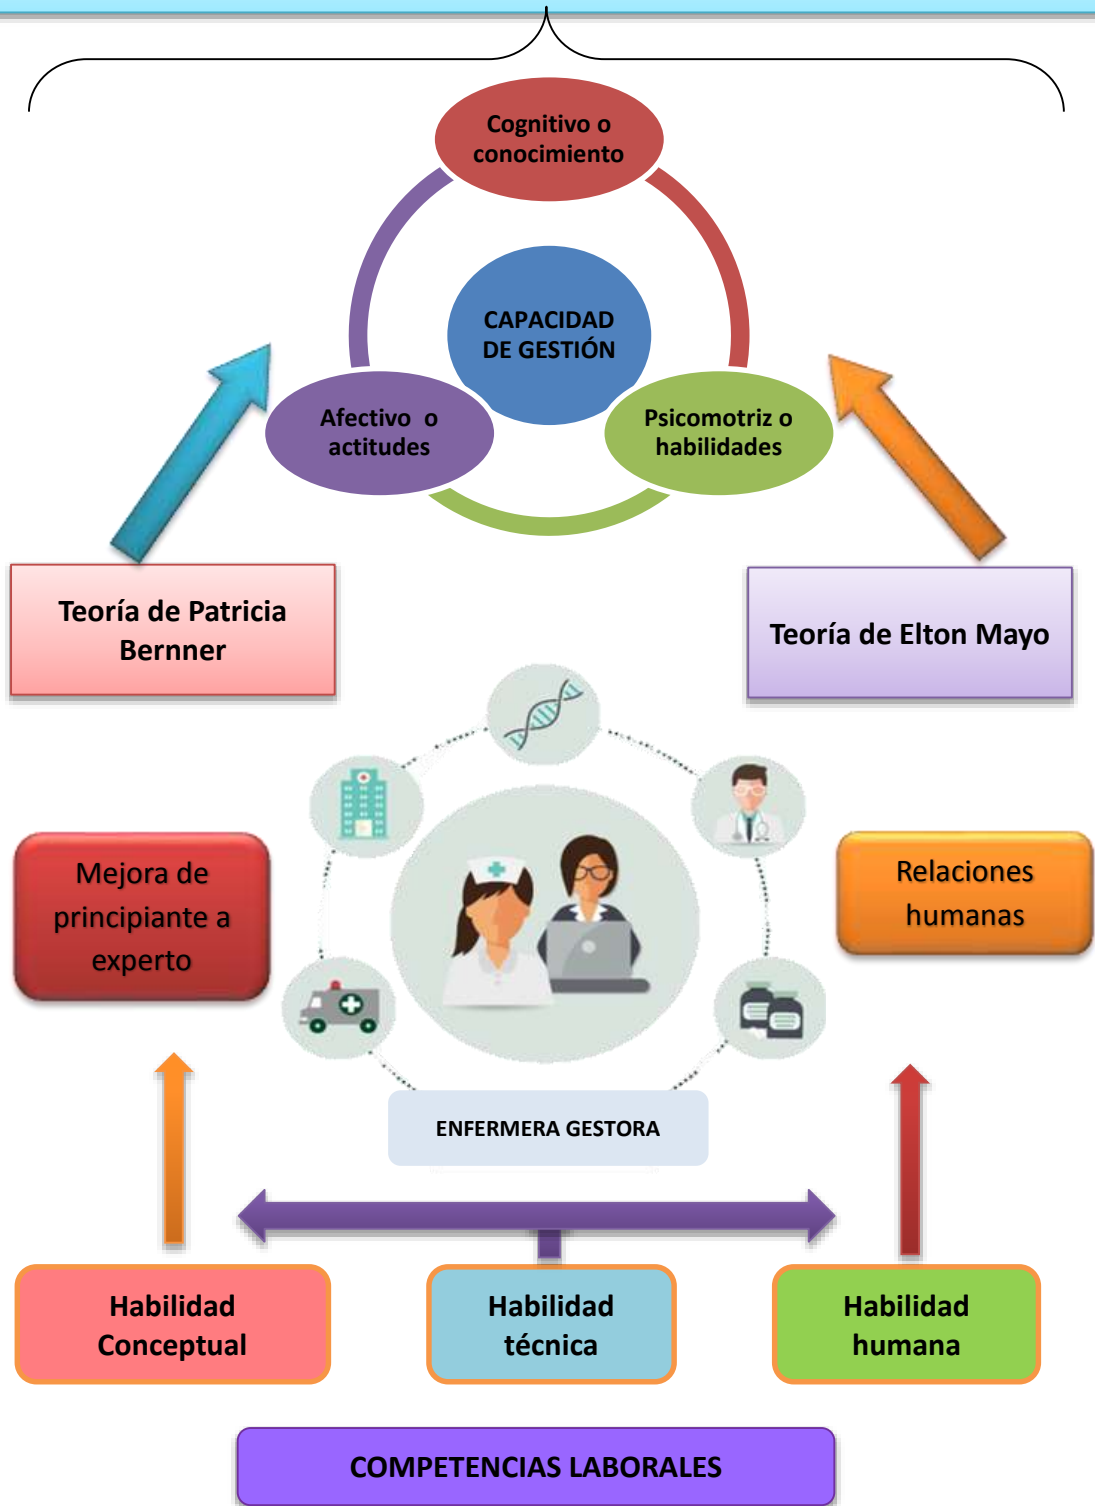 Cognitivo o
conocimiento
CAPACIDAD
DE GESTIÓN
Afectivo o
actitudes
Psicomotriz o
habilidades
Teoría de Patricia
Bernner
Teoría de Elton Mayo
Mejora de
principiante a
experto
Relaciones
humanas
ENFERMERA GESTORA
Habilidad
Conceptual
Habilidad
técnica
Habilidad
humana
COMPETENCIAS LABORALES